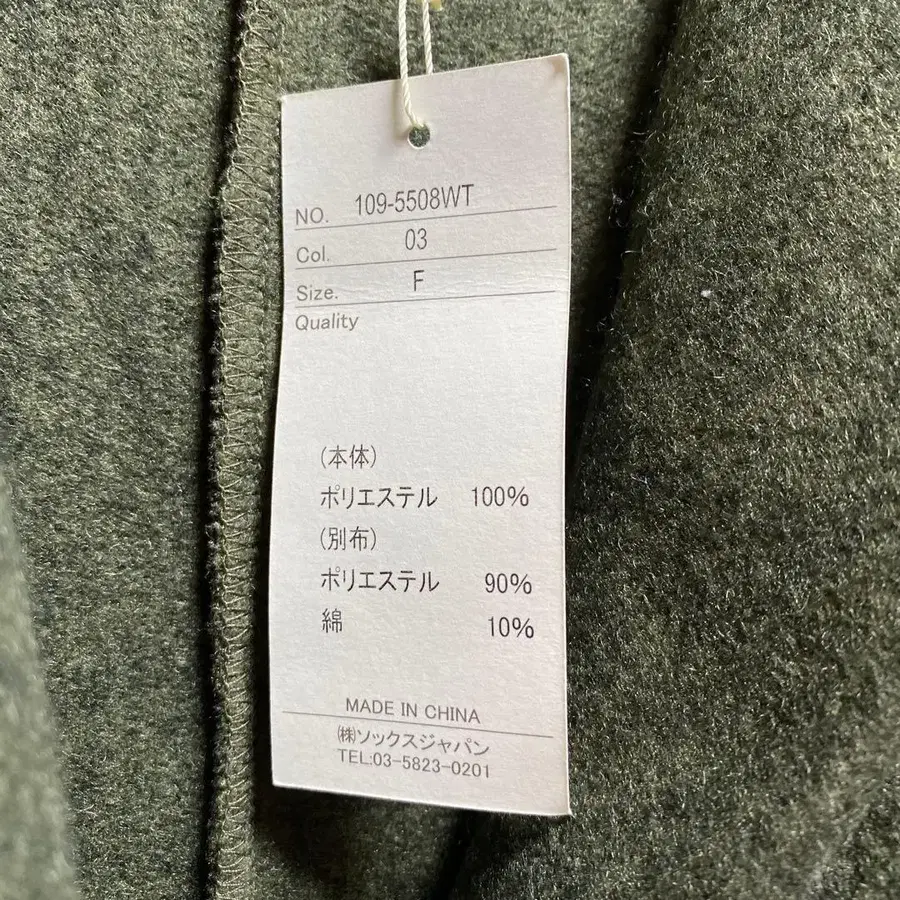 NO. 109-5508WT
Col. 03
Size. F
Quality
(本体)
ポリエステル 100%
(別布)
ポリエステル 90%
綿 10%
MADE IN CHINA
㈱ソックスジャパン
TEL:03-5823-0201